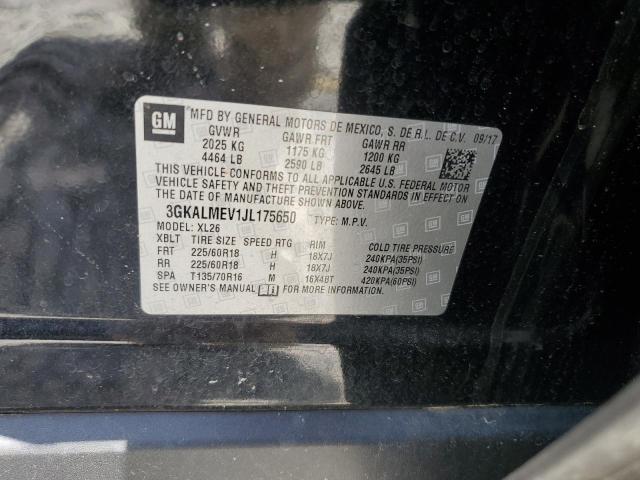 GM
MFD BY GENERAL MOTORS DE MEXICO, S. DE R.L. DE C.V. 09/17
GVWR GAWR FRT GAWR RR
2025 KG 1175 KG 1200 KG
4464 LB 2590 LB 2645 LB
THIS VEHICLE CONFORMS TO ALL APPLICABLE U.S. FEDERAL MOTOR
VEHICLE SAFETY AND THEFT PREVENTION STANDARDS IN EFFECT ON
THE DATE OF MANUFACTURE SHOWN ABOVE.
3GKALMEV1JL175650 TYPE: M.P.V.
MODEL: XL26
XBLT TIRE SIZE SPEED RTG RIM COLD TIRE PRESSURE
FRT 225/60R18 H 18X7J 240KPA(35PSI)
RR 225/60R18 H 18X7J 240KPA(35PSI)
SPA T135/70R16 M 16X4BT 420KPA(60PSI)
SEE OWNER'S MANUAL FOR MORE INFORMATION.